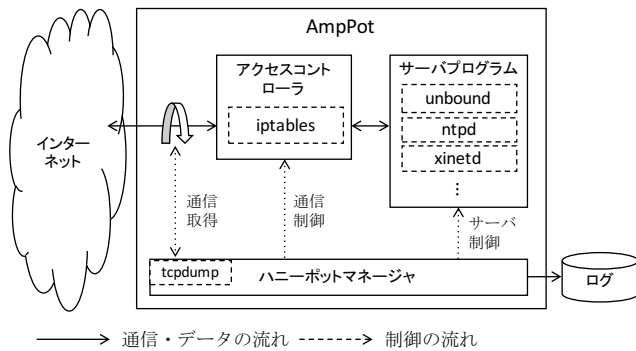 AmpPot
アクセスコント
ローラ
iptables
サーバプログラム
unbound
ntpd
xinetd
⋮
インター
ネット
通信
取得
通信
制御
サーバ
制御
tcpdump
ハニーポットマネージャ
ログ
通信・データの流れ
制御の流れ